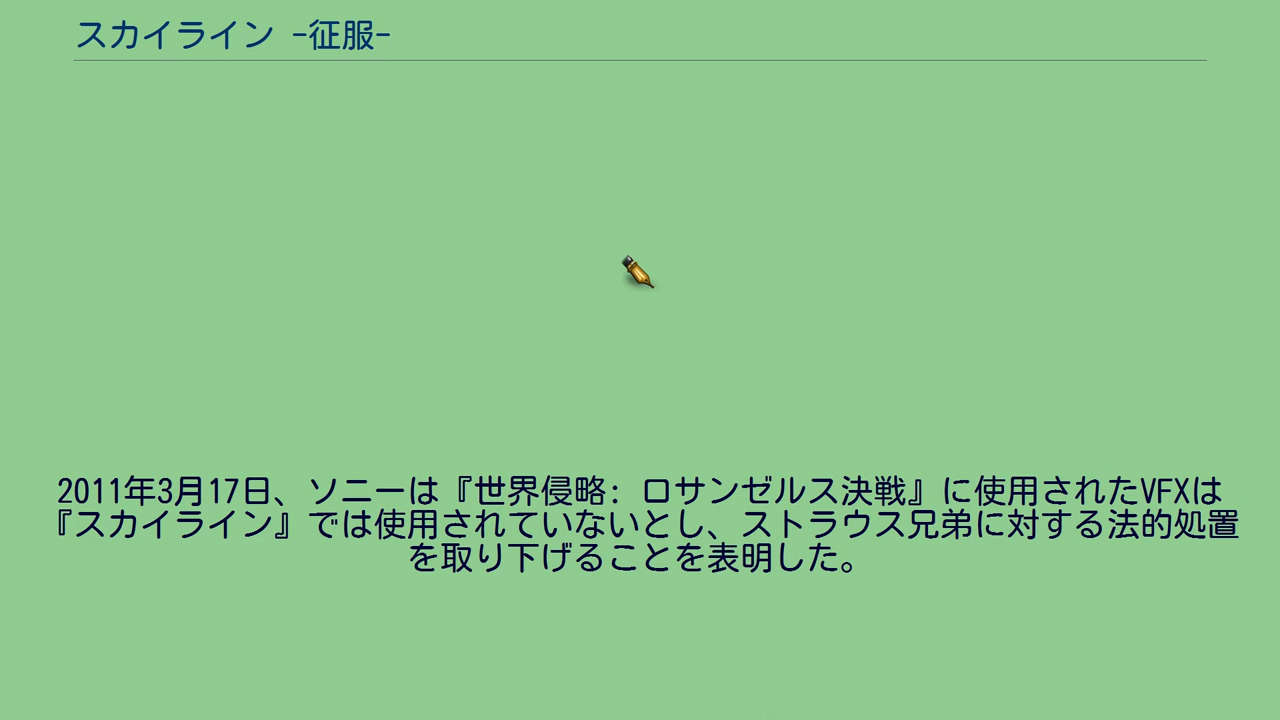 スカイライン -征服-
2011年3月17日、ソニーは『世界侵略: ロサンゼルス決戦』に使用されたVFXは
『スカイライン』では使用されていないとし、ストラウス兄弟に対する法的処置
を取り下げることを表明した。